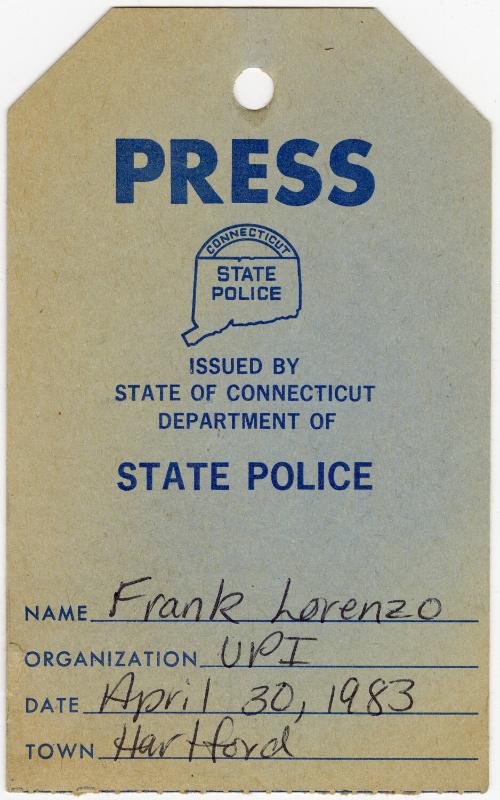 PRESS
CONNECTICUT
STATE
POLICE
ISSUED BY
STATE OF CONNECTICUT
DEPARTMENT OF
STATE POLICE
NAME Frank Lorenzo
ORGANIZATION UPI
DATE April 30, 1983
TOWN Hartford